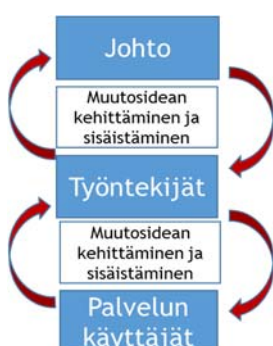 Johto
Muutosidean
kehittäminen ja
sisäistäminen
Työntekijät
Muutosidean
kehittäminen ja
sisäistäminen
Palvelun
käyttäjät